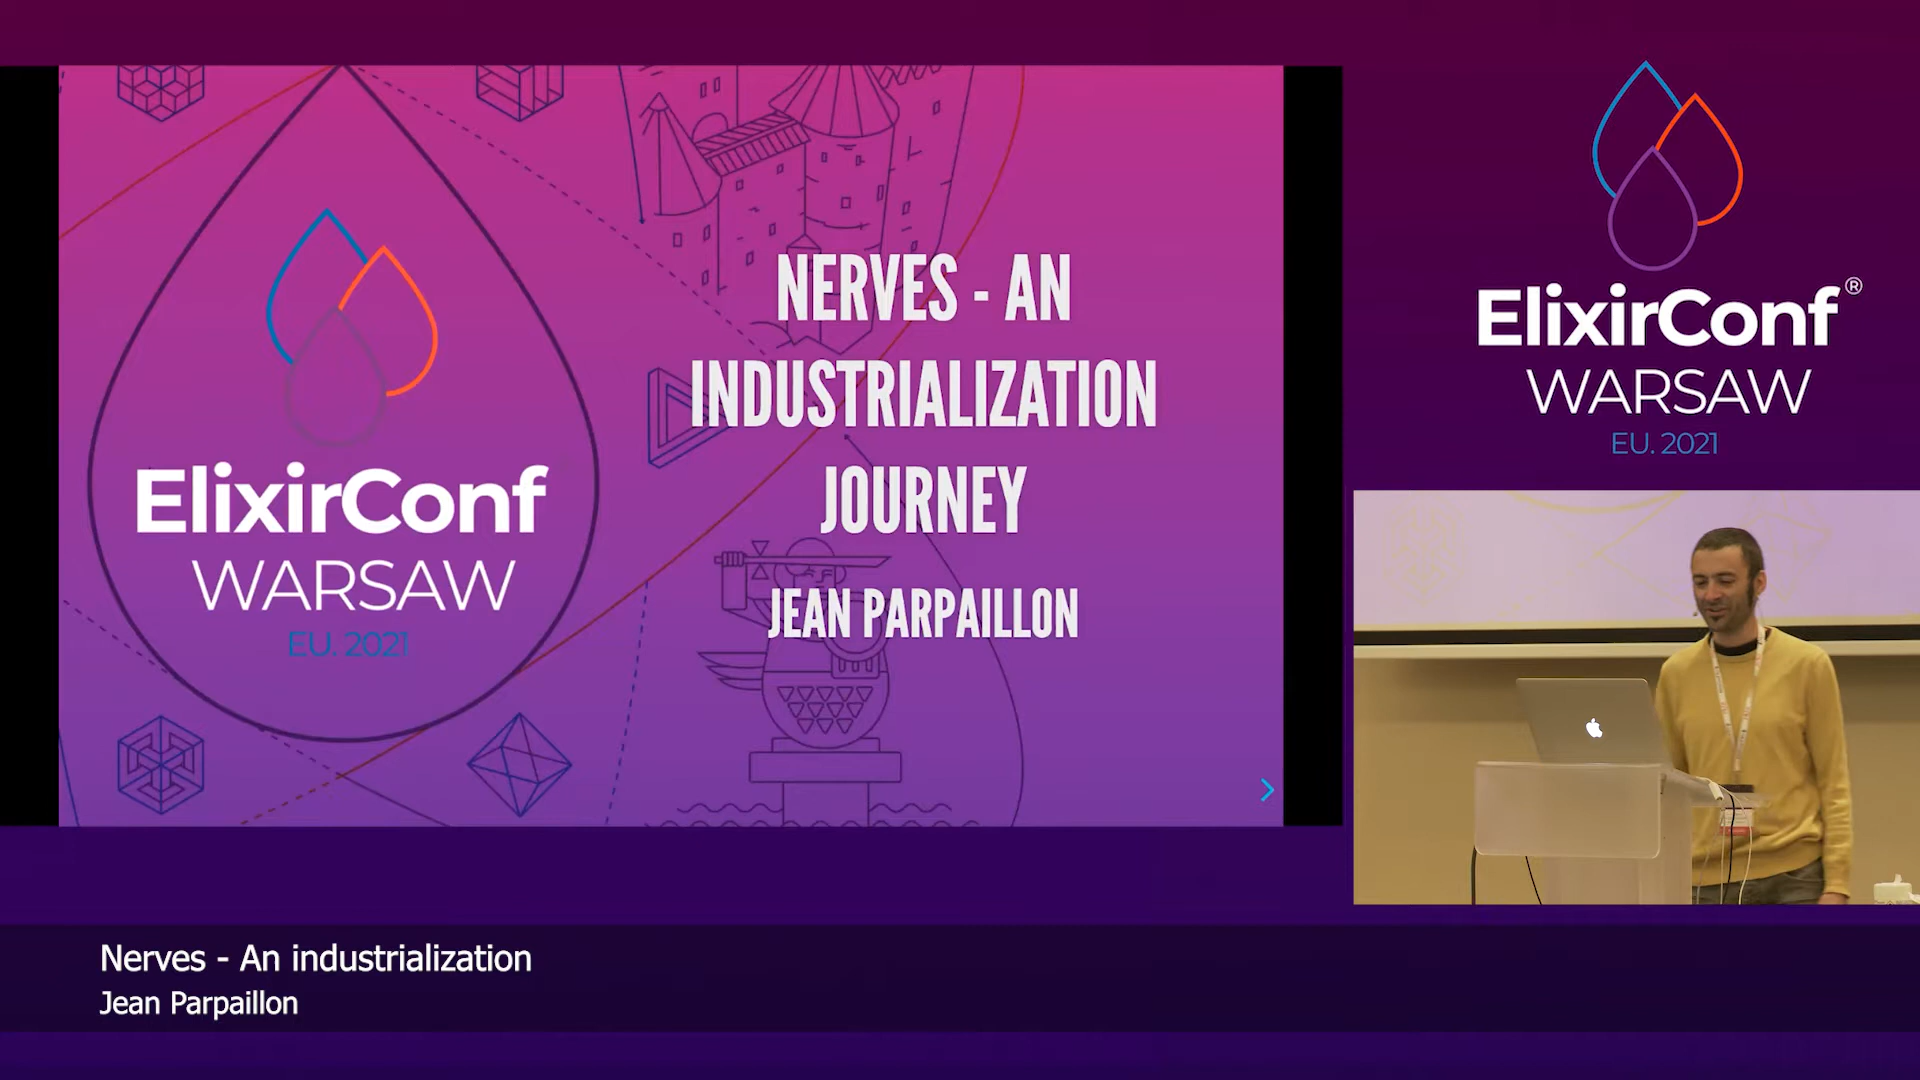 ElixirConf
WARSAW
EU. 2021
NERVES - AN
INDUSTRIALIZATION
JOURNEY
JEAN PARPAILLON
ElixirConf®
WARSAW
EU. 2021
Nerves - An industrialization
Jean Parpaillon